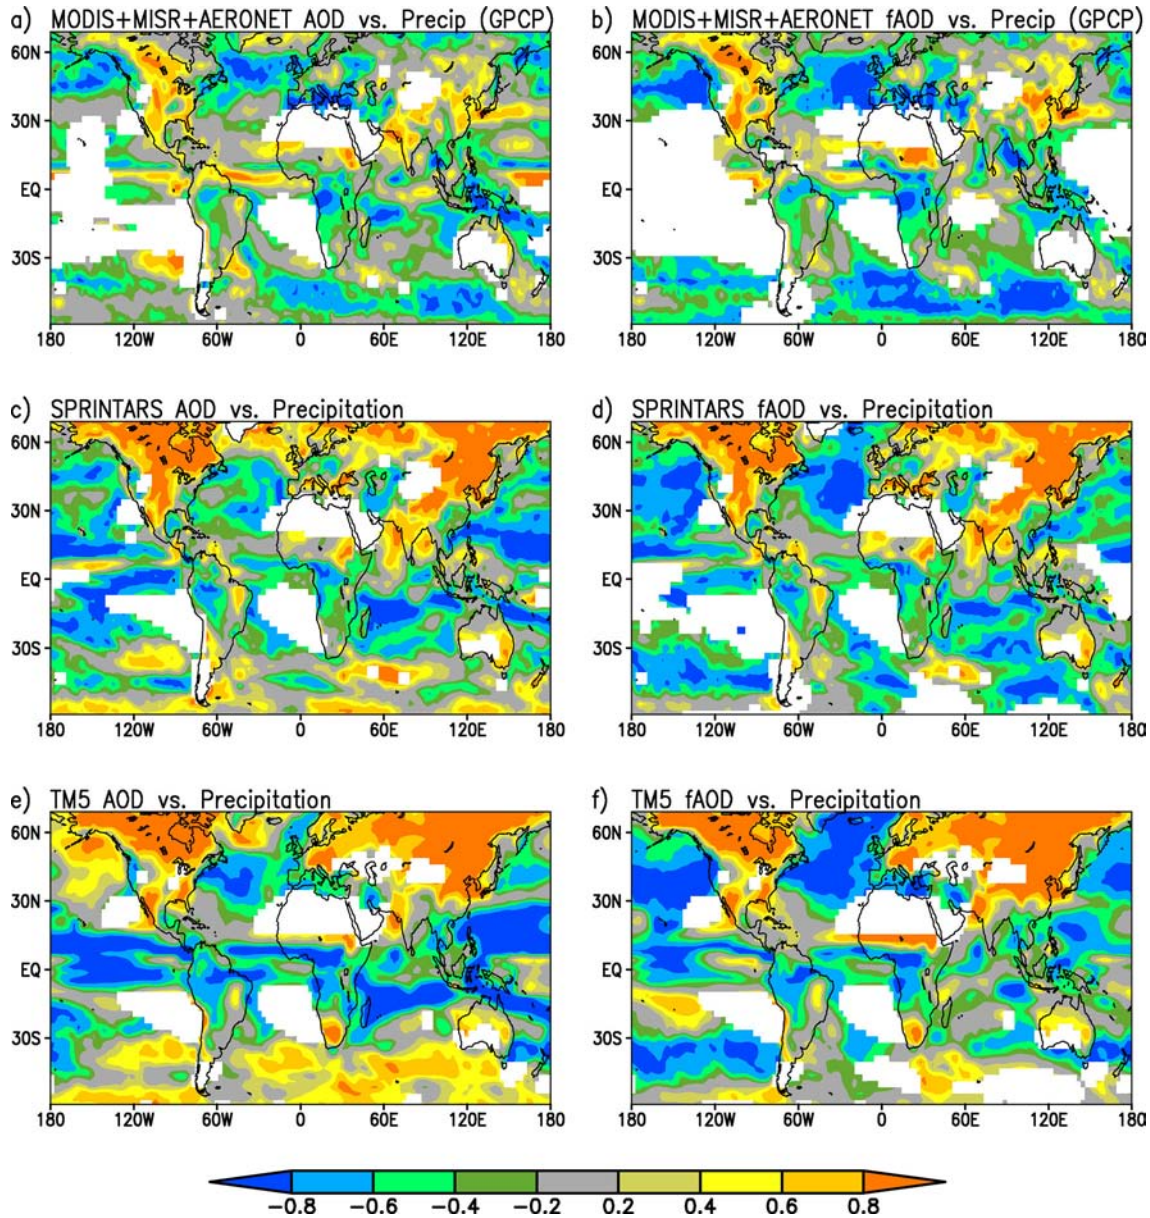 a) MODIS+MISR+AERONET AOD vs. Precip (GPCP)
b) MODIS+MISR+AERONET fAOD vs. Precip (GPCP)
60N
30N
EQ
30S
180 120W 60W 0 60E 120E 180
60N
30N
EQ
30S
180 120W 60W 0 60E 120E 180
c) SPRINTARS AOD vs. Precipitation
d) SPRINTARS fAOD vs. Precipitation
60N
30N
EQ
30S
180 120W 60W 0 60E 120E 180
60N
30N
EQ
30S
180 120W 60W 0 60E 120E 180
e) TM5 AOD vs. Precipitation
f) TM5 fAOD vs. Precipitation
60N
30N
EQ
30S
180 120W 60W 0 60E 120E 180
60N
30N
EQ
30S
180 120W 60W 0 60E 120E 180
−0.8 −0.6 −0.4 −0.2 0.2 0.4 0.6 0.8